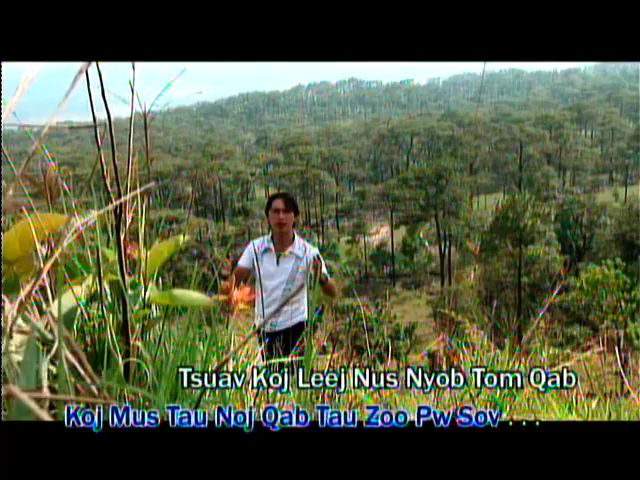 Tsuav Koj Leej Nus Nyob Tom Qab
Koj Mus Tau Noj Qab Tau Zoo Pw Sov . . .